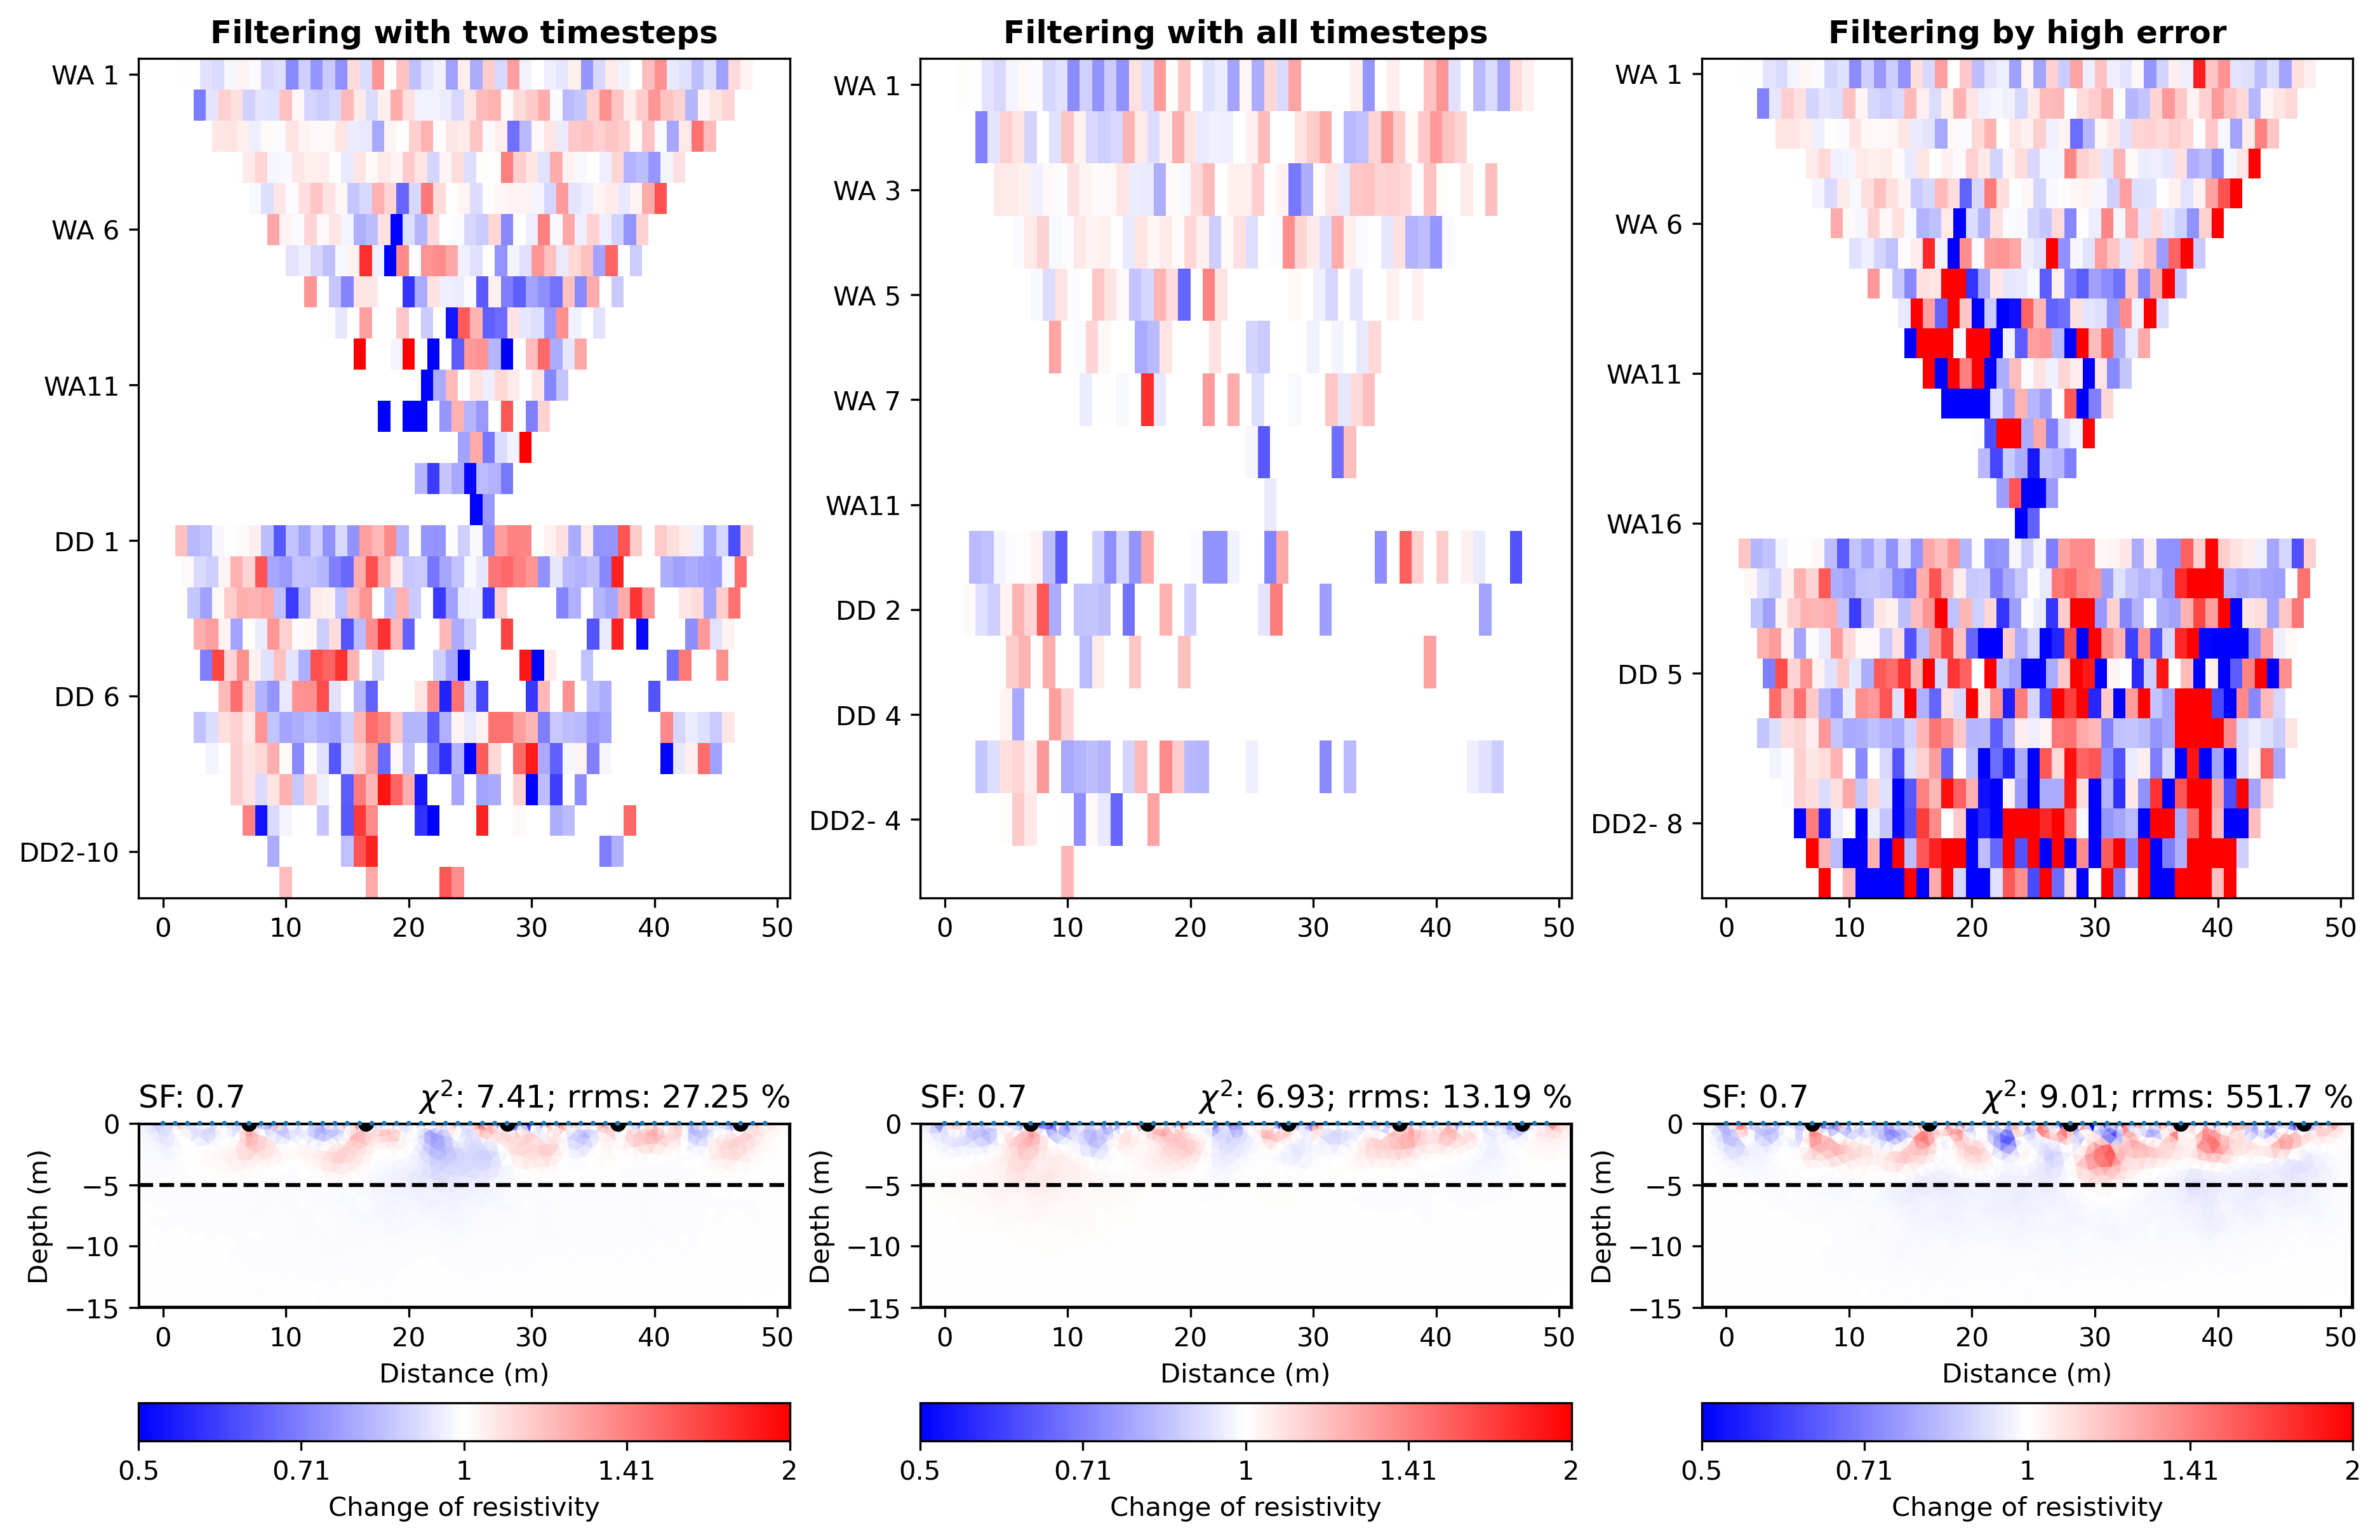 Filtering with two timesteps
WA 1
WA 6
WA11
DD 1
DD 6
DD2-10
0 10 20 30 40 50
Filtering with all timesteps
WA 1
WA 3
WA 5
WA 7
WA11
DD 2
DD 4
DD2- 4
0 10 20 30 40 50
Filtering by high error
WA 1
WA 6
WA11
WA16
DD 5
DD2- 8
0 10 20 30 40 50
SF: 0.7 χ²: 7.41; rrms: 27.25 %
0
−5
−10
−15
Depth (m)
0 10 20 30 40 50
Distance (m)
0.5 0.71 1 1.41 2
Change of resistivity
SF: 0.7 χ²: 6.93; rrms: 13.19 %
0
−5
−10
−15
Depth (m)
0 10 20 30 40 50
Distance (m)
0.5 0.71 1 1.41 2
Change of resistivity
SF: 0.7 χ²: 9.01; rrms: 551.7 %
0
−5
−10
−15
Depth (m)
0 10 20 30 40 50
Distance (m)
0.5 0.71 1 1.41 2
Change of resistivity